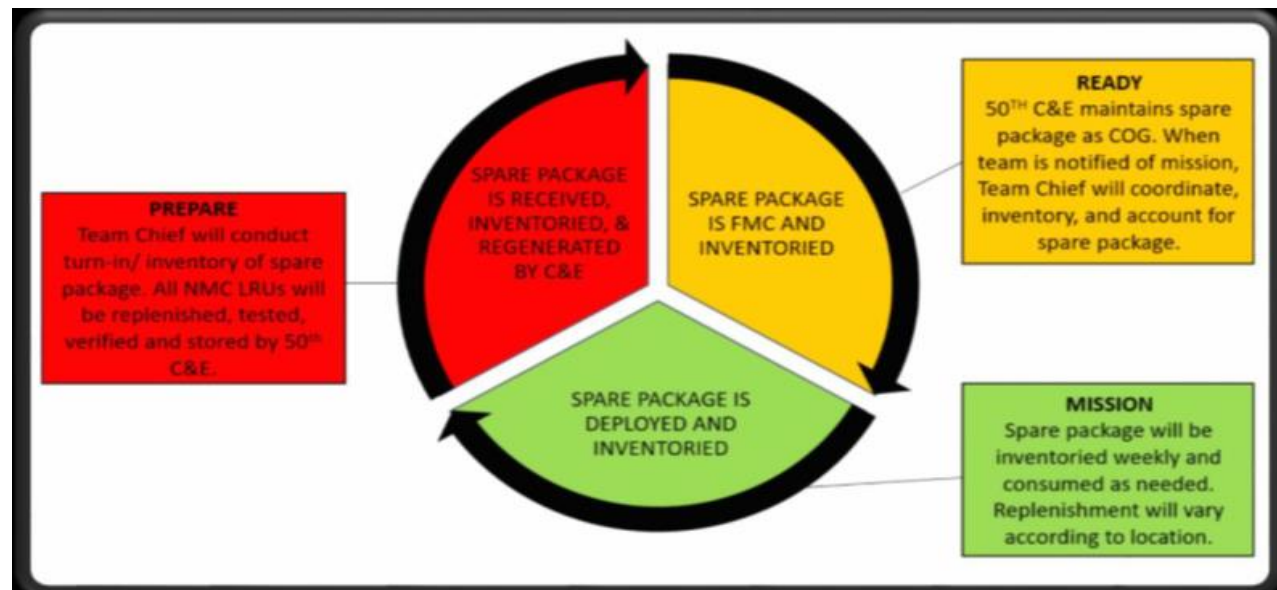 PREPARE
Team Chief will conduct
turn-in/ inventory of spare
package. All NMC LRUs will
be replenished, tested,
verified and stored by 50th
C&E.
SPARE PACKAGE
IS RECEIVED,
INVENTORIED, &
REGENERATED
BY C&E
SPARE PACKAGE
IS FMC AND
INVENTORIED
READY
50TH C&E maintains spare
package as COG. When
team is notified of mission,
Team Chief will coordinate,
inventory, and account for
spare package.
SPARE PACKAGE IS
DEPLOYED AND
INVENTORIED
MISSION
Spare package will be
inventoried weekly and
consumed as needed.
Replenishment will vary
according to location.